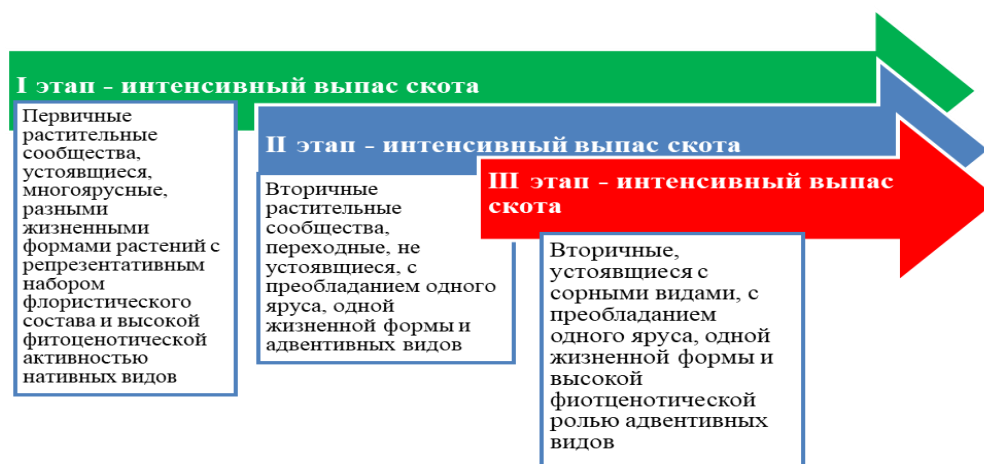 I этап - интенсивный выпас скота
Первичные
растительные
сообщества,
устоявщиеся,
многоярусные,
разными
жизненными
формами растений с
репрезентативным
набором
флористического
состава и высокой
фитоценотической
активностью
нативных видов
II этап - интенсивный выпас скота
Вторичные
растительные
сообщества,
переходные, не
устоявщиеся, с
преобладанием одного
яруса, одной
жизненной формы и
адвентивных видов
III этап - интенсивный выпас
скота
Вторичные,
устоявщиеся с
сорными видами, с
преобладанием
одного яруса, одной
жизненной формы и
высокой
фиотценотической
ролью адвентивных
видов